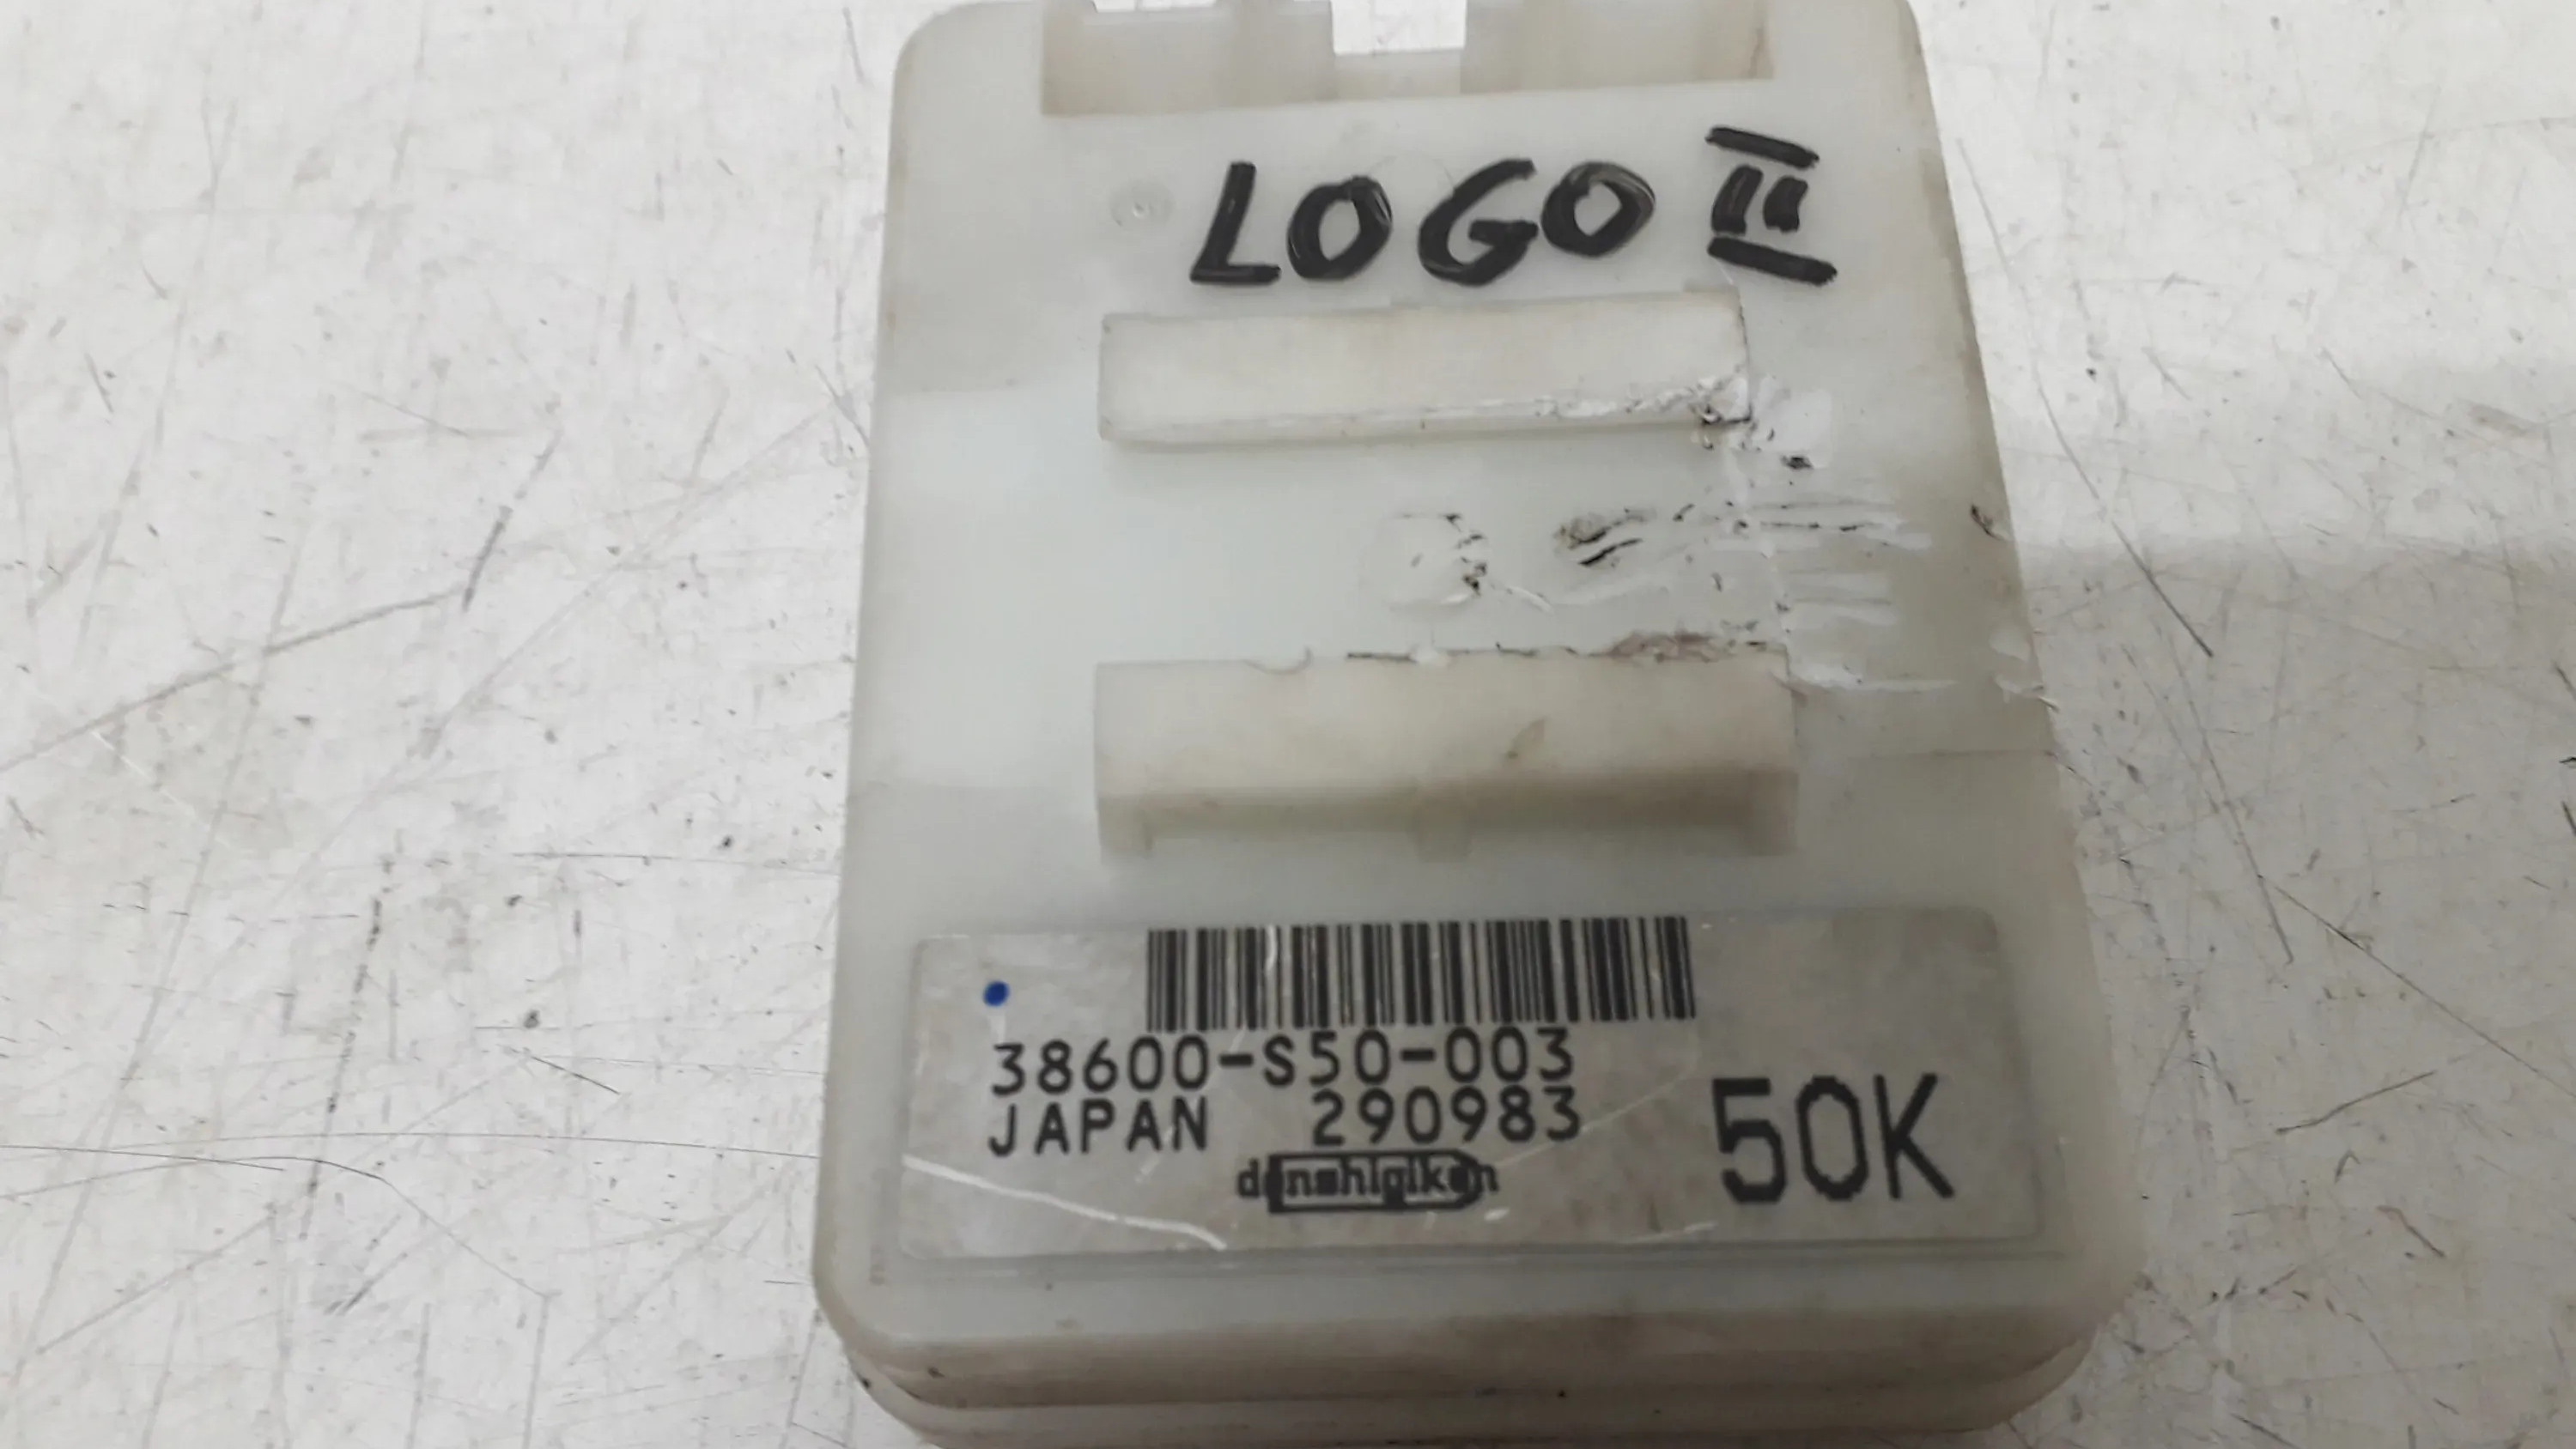 LOGO II
38600-S50-003
JAPAN 290983
50K
denshigiken